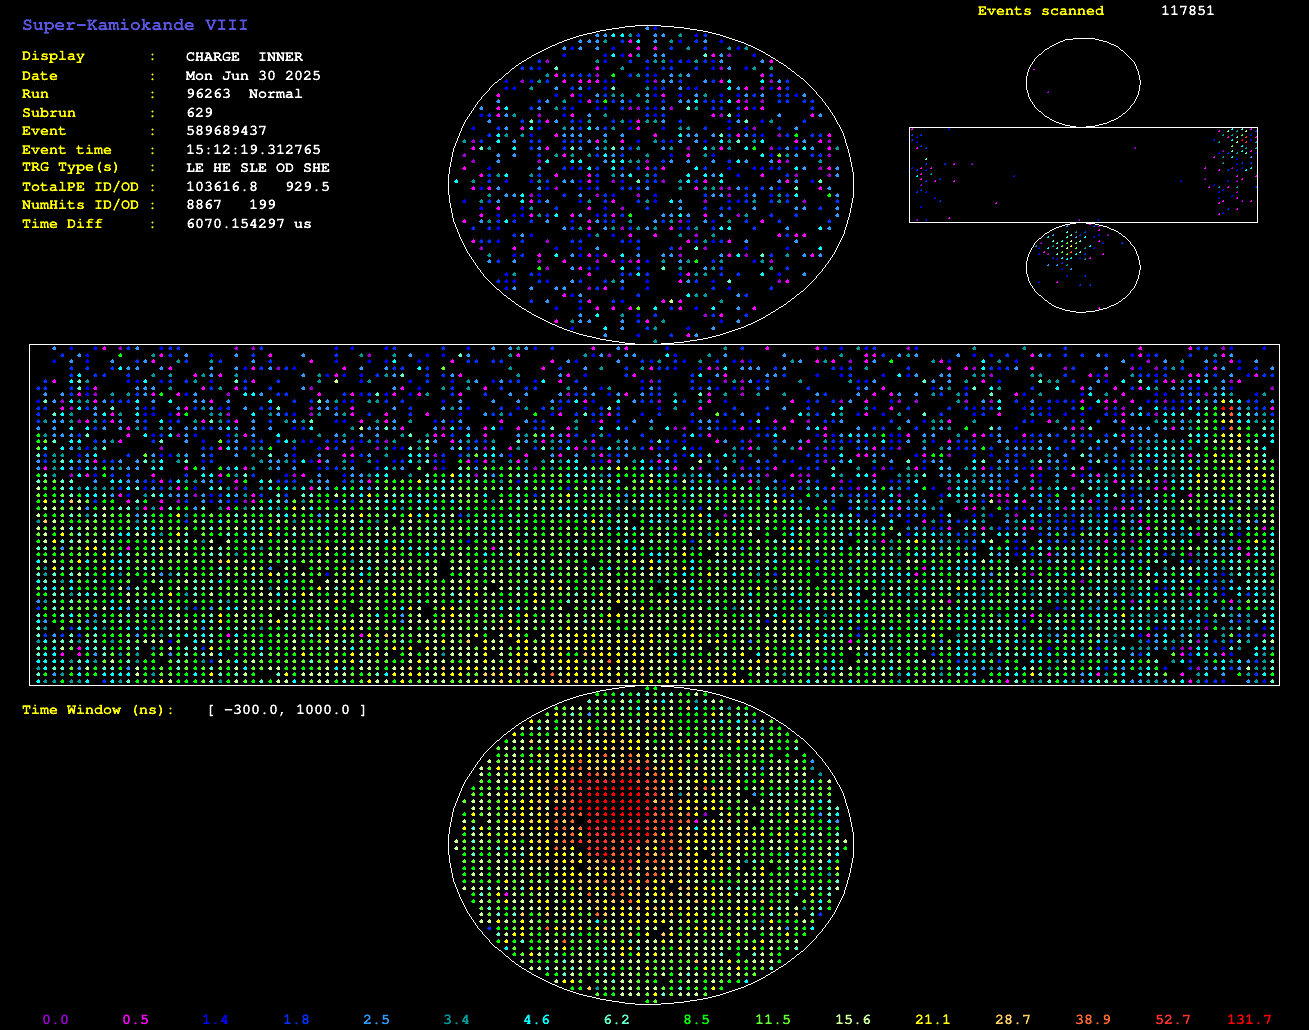 Super-Kamiokande VIII
Events scanned 117851
Display : CHARGE INNER
Date : Mon Jun 30 2025
Run : 96263 Normal
Subrun : 629
Event : 589689437
Event time : 15:12:19.312765
TRG Type(s) : LE HE SLE OD SHE
TotalPE ID/OD : 103616.8 929.5
NumHits ID/OD : 8867 199
Time Diff : 6070.154297 us
Time Window (ns): [ -300.0, 1000.0 ]
0.0 0.5 1.4 1.8 2.5 3.4 4.6 6.2 8.5 11.5 15.6 21.1 28.7 38.9 52.7 131.7